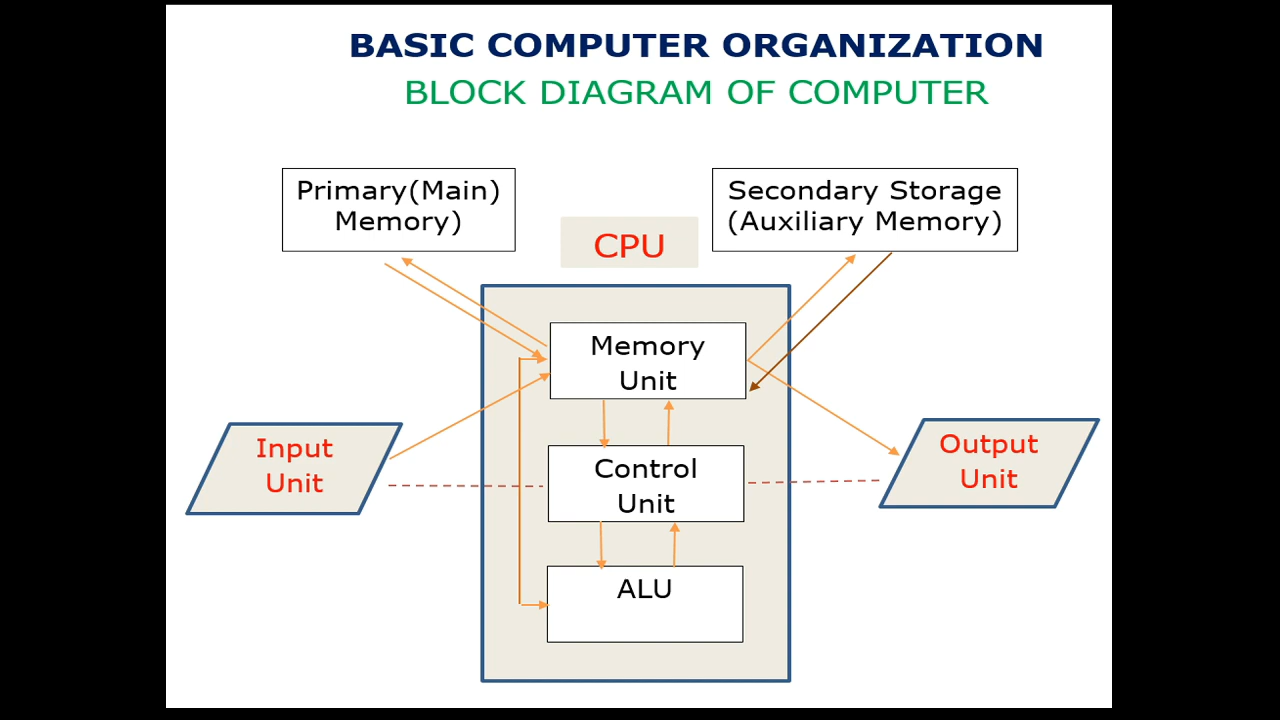 BASIC COMPUTER ORGANIZATION
BLOCK DIAGRAM OF COMPUTER
Primary(Main)
Memory)
Secondary Storage
(Auxiliary Memory)
CPU
Memory
Unit
Input
Unit
Control
Unit
Output
Unit
ALU